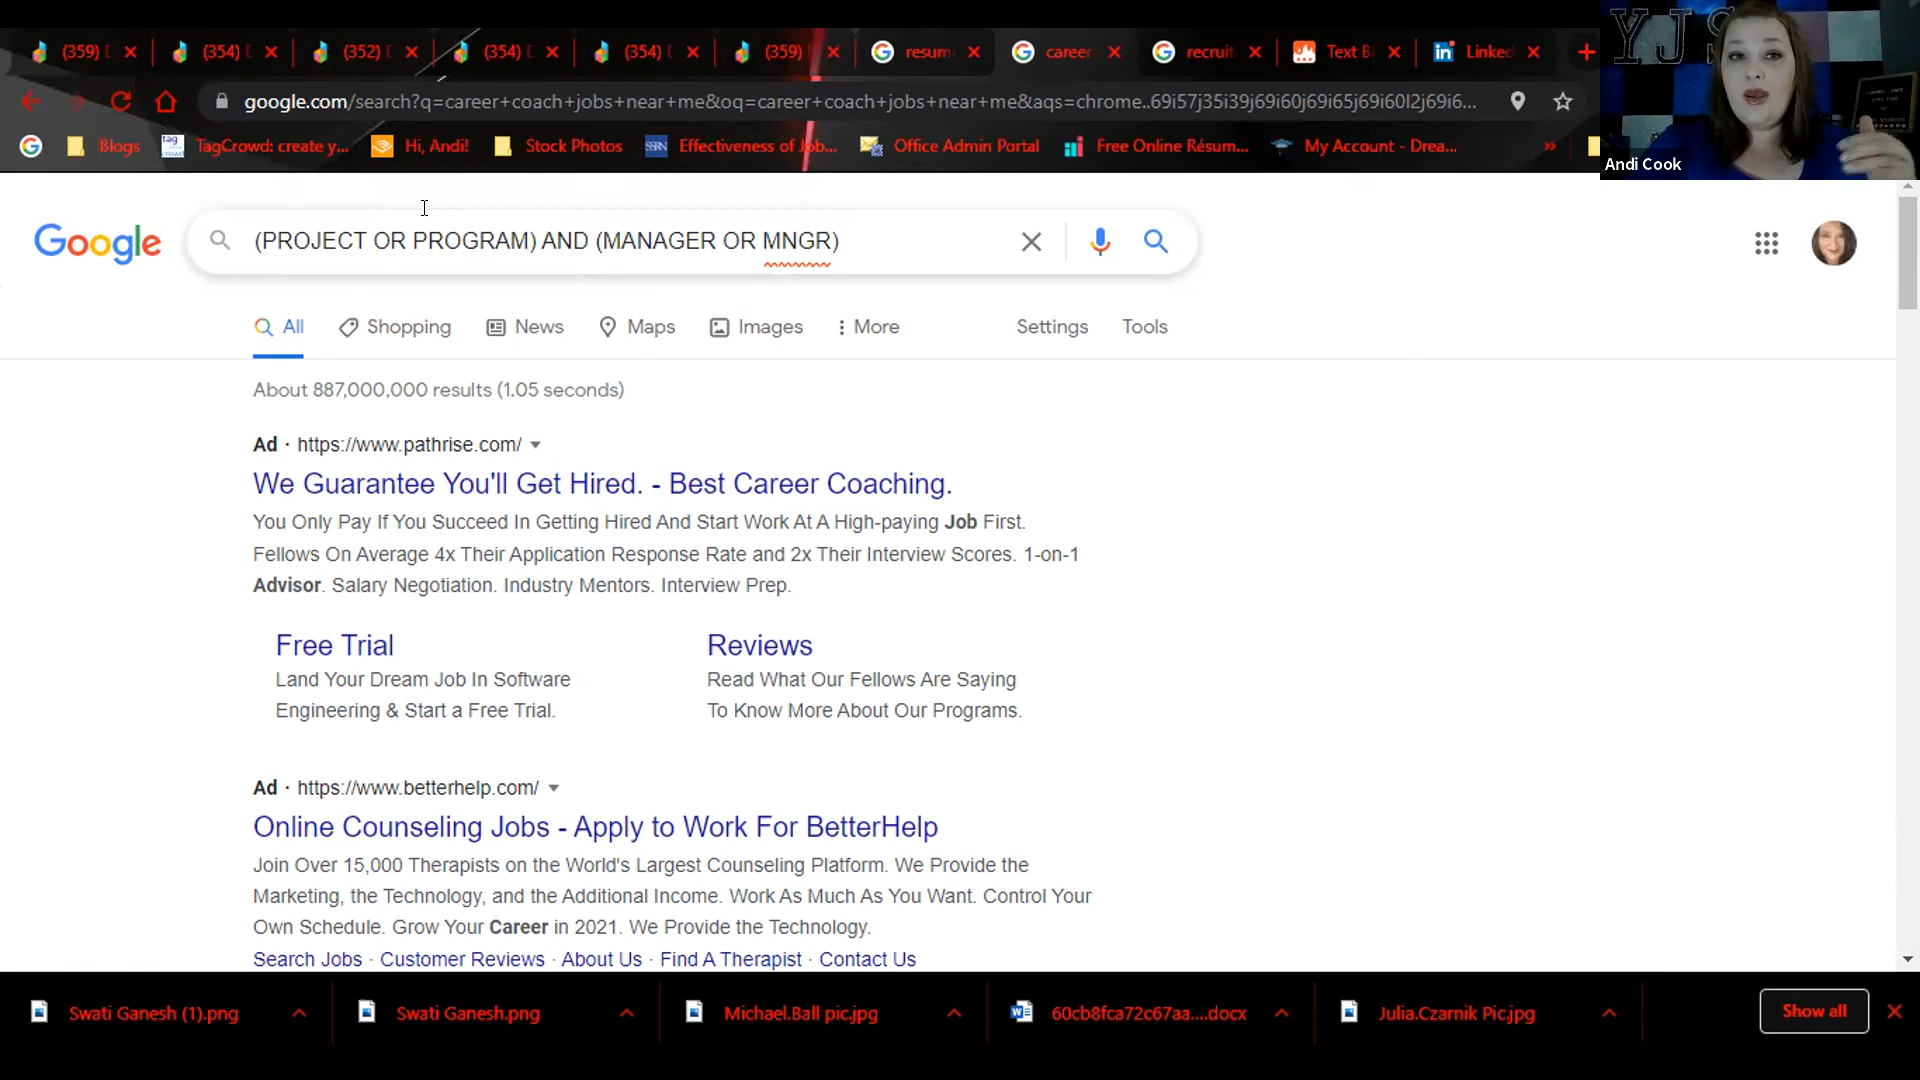 (359) D
(354) D
(352) D
(354) D
(354) D
(359)
resum
career
recruit
Text B
Linked
google.com/search?q=career+coach+jobs+near+me&oq=career+coach+jobs+near+me&aqs=chrome..69i57j35i39j69i60j69i65j69i60l2j69i6...
Blogs
TagCrowd: create y...
Hi, Andi!
Stock Photos
SSRN
Effectiveness of Job...
Office Admin Portal
Free Online Résum...
My Account - Drea...
»
YJS
Andi Cook
Google
(PROJECT OR PROGRAM) AND (MANAGER OR MNGR)
All
Shopping
News
Maps
Images
More
Settings
Tools
About 887,000,000 results (1.05 seconds)
Ad · https://www.pathrise.com/
We Guarantee You'll Get Hired. - Best Career Coaching.
You Only Pay If You Succeed In Getting Hired And Start Work At A High-paying Job First.
Fellows On Average 4x Their Application Response Rate and 2x Their Interview Scores. 1-on-1
Advisor. Salary Negotiation. Industry Mentors. Interview Prep.
Free Trial
Land Your Dream Job In Software
Engineering & Start a Free Trial.
Reviews
Read What Our Fellows Are Saying
To Know More About Our Programs.
Ad · https://www.betterhelp.com/
Online Counseling Jobs - Apply to Work For BetterHelp
Join Over 15,000 Therapists on the World's Largest Counseling Platform. We Provide the
Marketing, the Technology, and the Additional Income. Work As Much As You Want. Control Your
Own Schedule. Grow Your Career in 2021. We Provide the Technology.
Search Jobs · Customer Reviews · About Us · Find A Therapist · Contact Us
Swati Ganesh (1).png
Swati Ganesh.png
Michael.Ball pic.jpg
60cb8fca72c67aa....docx
Julia.Czarnik Pic.jpg
Show all